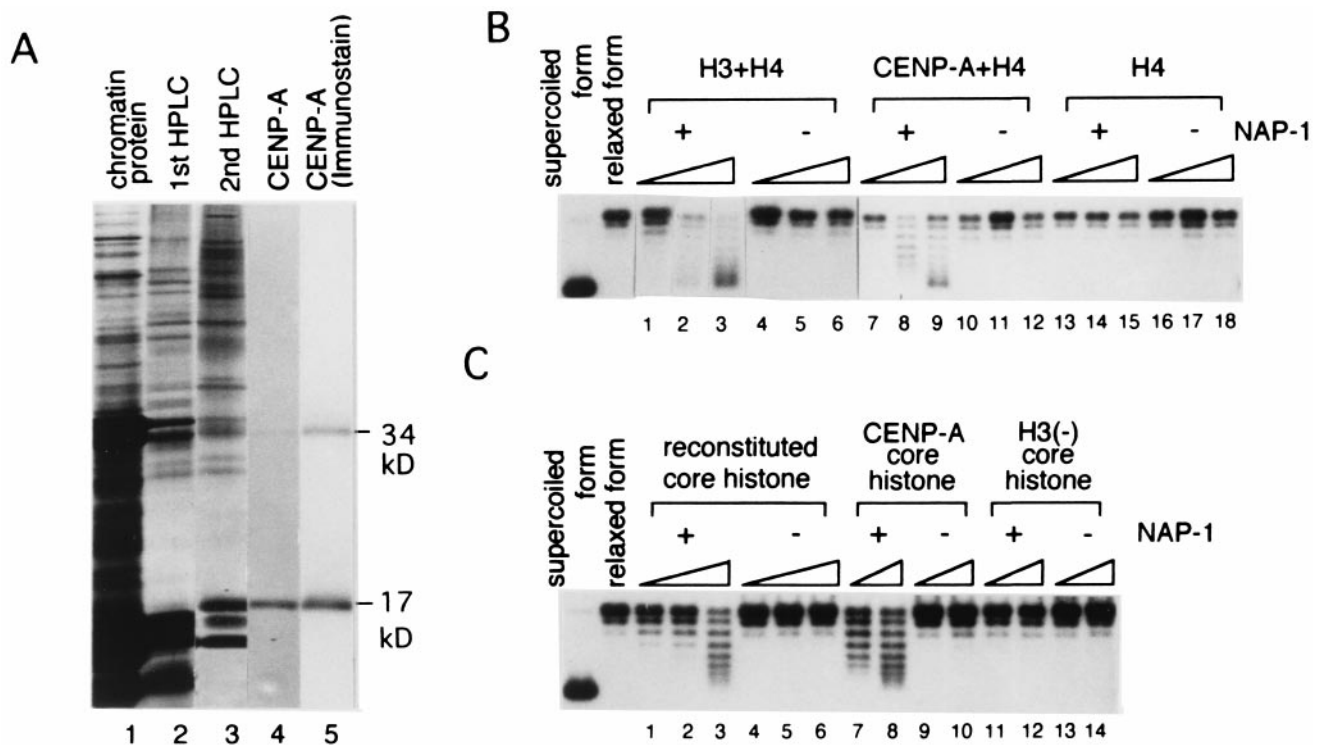 A
chromatin
protein
1st HPLC
2nd HPLC
CENP-A
CENP-A
(Immunostain)
34
kD
17
kD
1 2 3 4 5
B
supercoiled
form
relaxed form
H3+H4 CENP-A+H4 H4
+ - + - + - NAP-1
1 2 3 4 5 6 7 8 9 10 11 12 13 14 15 16 17 18
C
supercoiled
form
relaxed form
reconstituted
core histone
CENP-A
core
histone
H3(-)
core
histone
+ - + - + - NAP-1
1 2 3 4 5 6 7 8 9 10 11 12 13 14